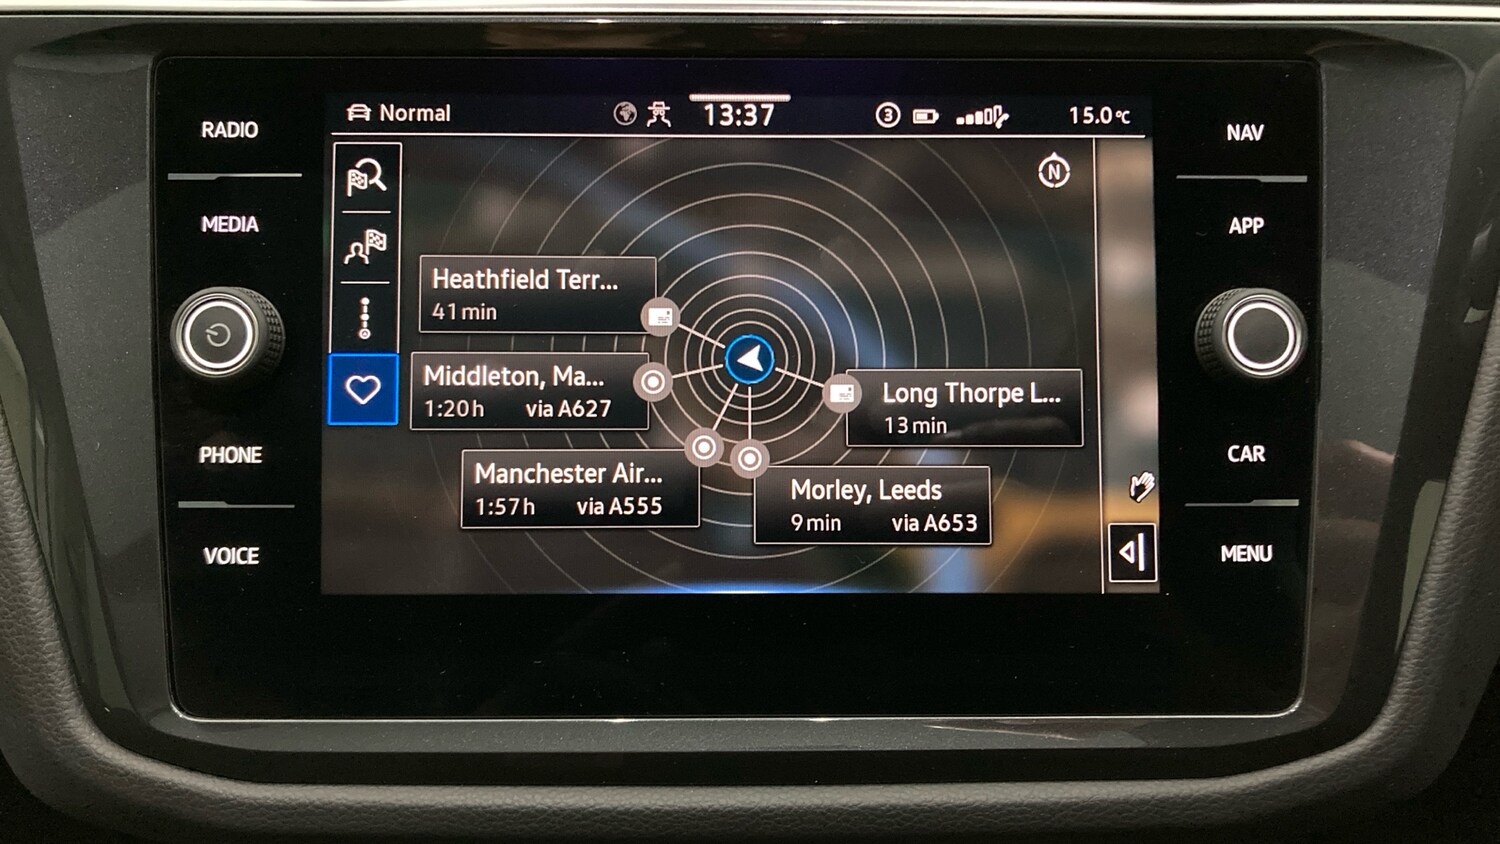 RADIO
MEDIA
PHONE
VOICE
Normal
13:37
3
15.0°C
N
Heathfield Terr...
41 min
Middleton, Ma...
1:20 h via A627
Manchester Air...
1:57 h via A555
Morley, Leeds
9 min via A653
Long Thorpe L...
13 min
NAV
APP
CAR
MENU